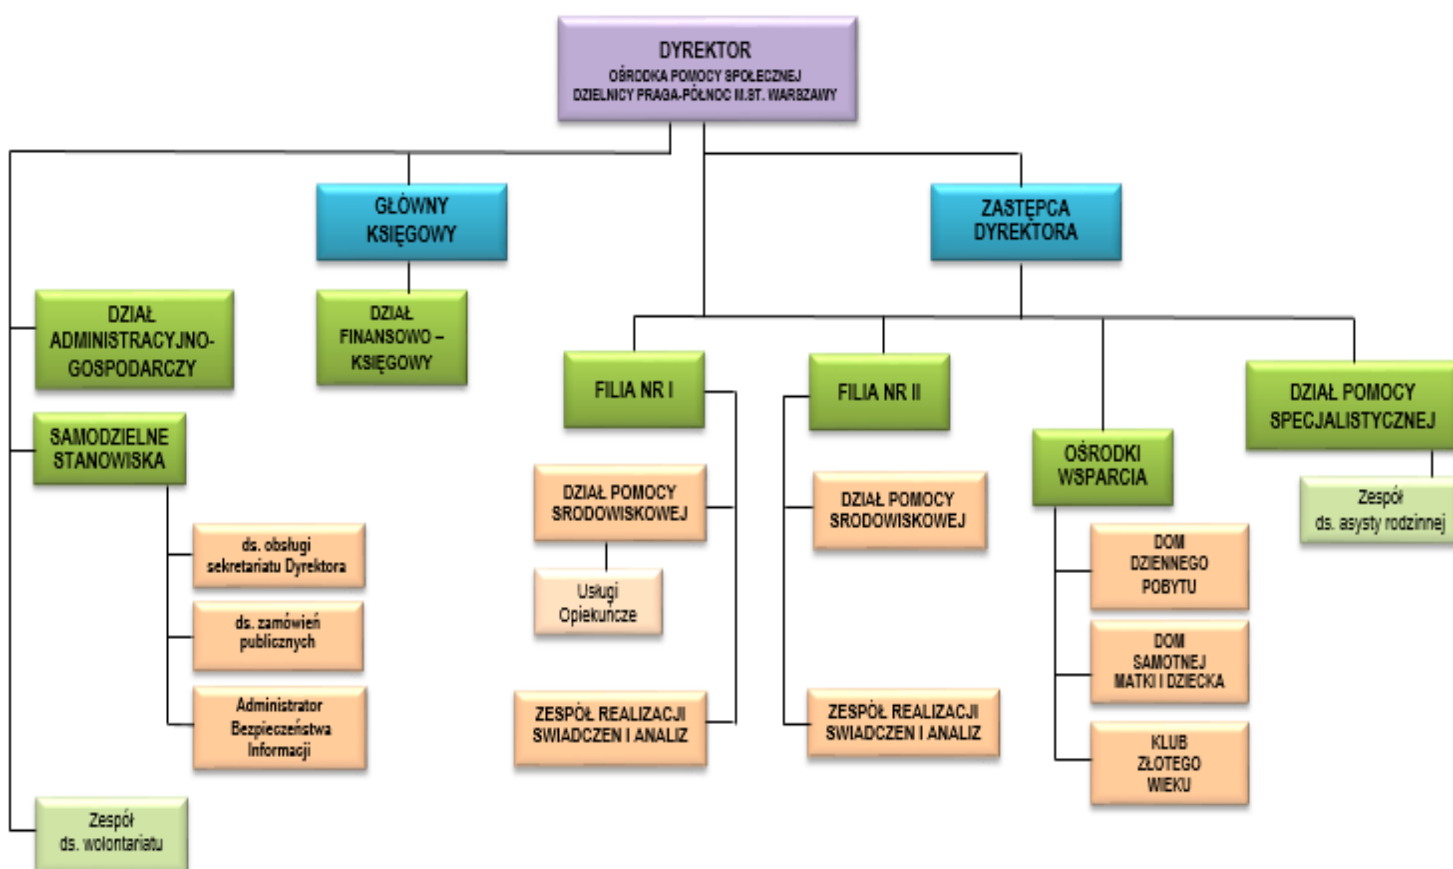 DYREKTOR
OŚRODKA POMOCY SPOŁECZNEJ
DZIELNICY PRAGA-PÓŁNOC M.ST. WARSZAWY
GŁÓWNY
KSIĘGOWY
ZASTĘPCA
DYREKTORA
DZIAŁ
ADMINISTRACYJNO-
GOSPODARCZY
DZIAŁ
FINANSOWO –
KSIĘGOWY
FILIA NR I
FILIA NR II
DZIAŁ POMOCY
SPECJALISTYCZNEJ
SAMODZIELNE
STANOWISKA
OŚRODKI
WSPARCIA
DZIAŁ POMOCY
SRODOWISKOWEJ
DZIAŁ POMOCY
SRODOWISKOWEJ
Zespół
ds. asysty rodzinnej
ds. obsługi
sekretariatu Dyrektora
Usługi
Opiekuńcze
DOM
DZIENNEGO
POBYTU
ds. zamówień
publicznych
DOM
SAMOTNEJ
MATKI I DZIECKA
Administrator
Bezpieczeństwa
Informacji
ZESPÓŁ REALIZACJI
SWIADCZEN I ANALIZ
ZESPÓŁ REALIZACJI
SWIADCZEN I ANALIZ
KLUB
ZŁOTEGO
WIEKU
Zespół
ds. wolontariatu